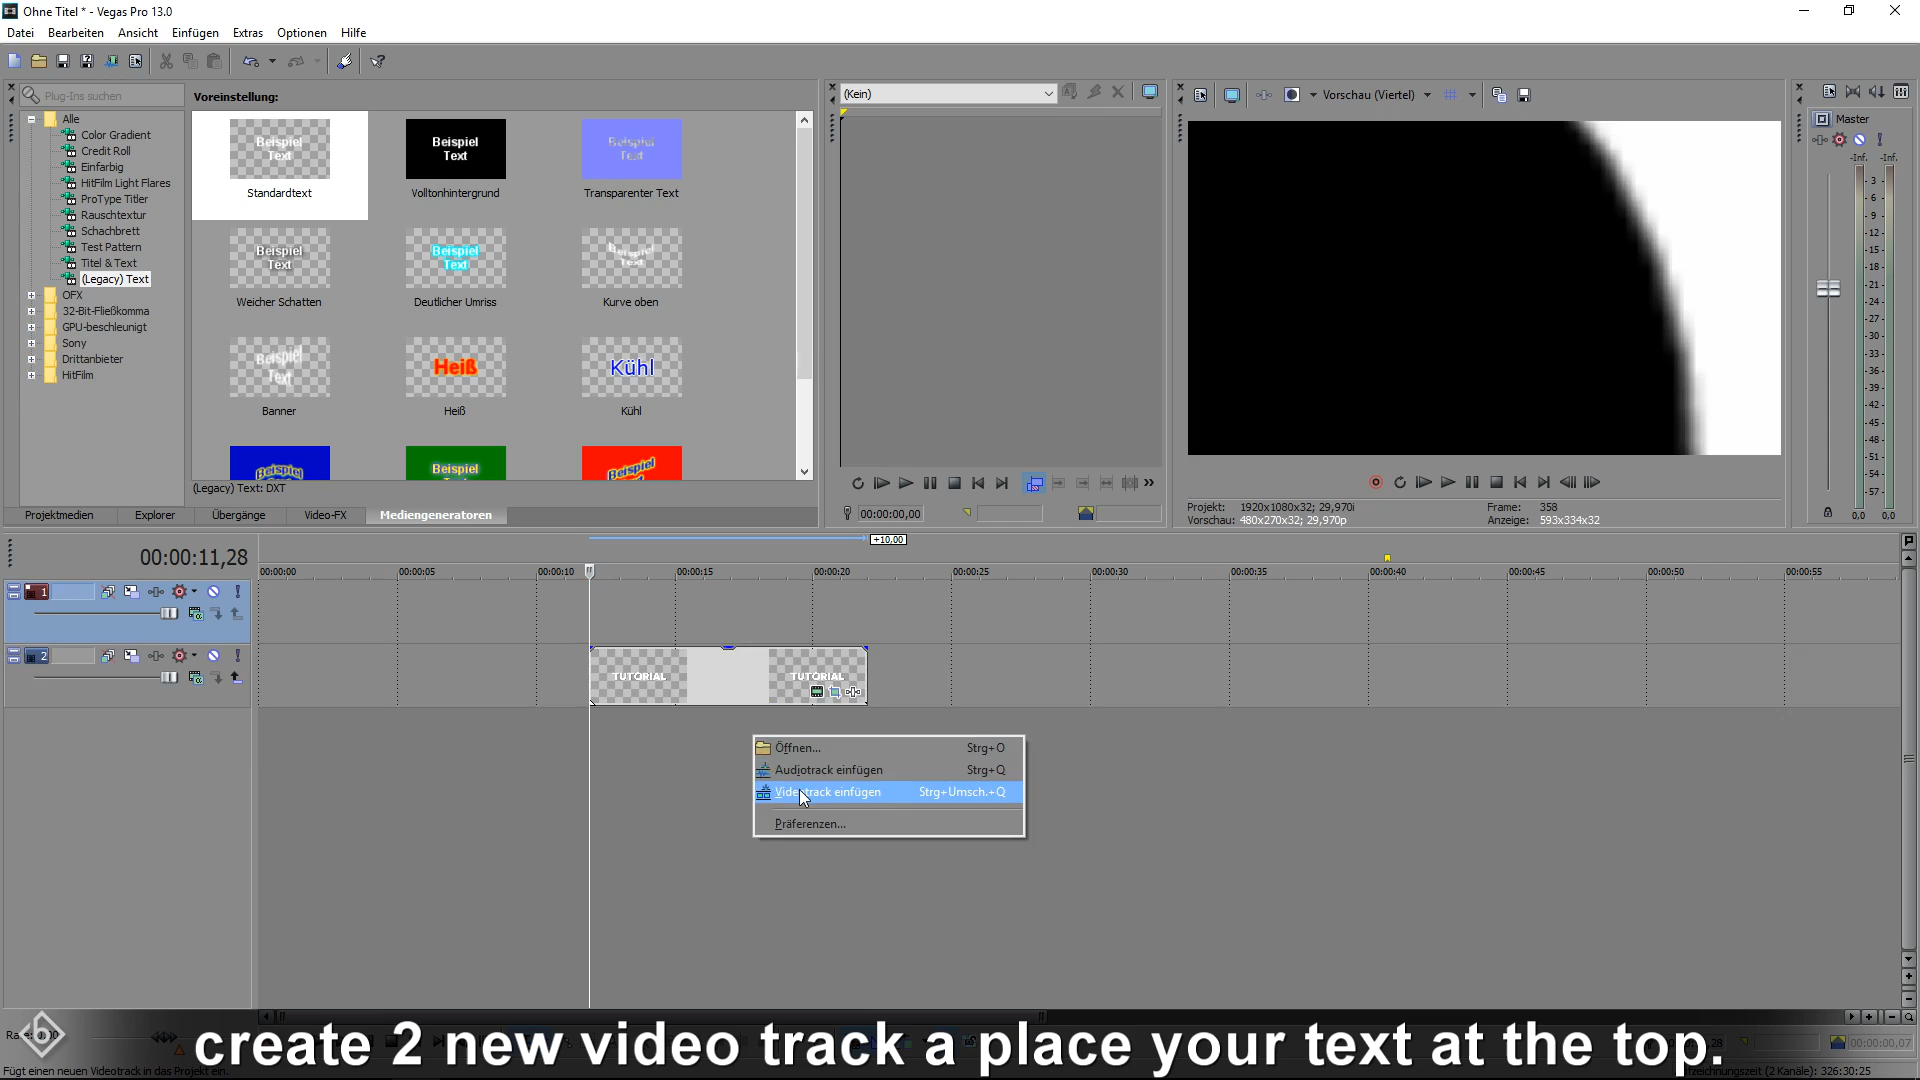 Ohne Titel * - Vegas Pro 13.0
Datei Bearbeiten Ansicht Einfügen Extras Optionen Hilfe
Plug-Ins suchen
Alle
Color Gradient
Credit Roll
Einfarbig
HitFilm Light Flares
ProType Titler
Rauschtextur
Schachbrett
Test Pattern
Titel & Text
(Legacy) Text
OFX
32-Bit-Fließkomma
GPU-beschleunigt
Sony
Drittanbieter
HitFilm
Voreinstellung:
Beispiel
Text
Standardtext
Beispiel
Text
Volltonhintergrund
Beispiel
Text
Transparenter Text
Beispiel
Text
Weicher Schatten
Beispiel
Text
Deutlicher Umriss
Beispiel
Text
Kurve oben
Beispiel
Text
Banner
Heiß
Heiß
Kühl
Kühl
Beispiel
Beispiel
Beispiel
(Legacy) Text: DXT
Projektmedien Explorer Übergänge Video-FX Mediengeneratoren
(Kein)
00:00:00,00
Vorschau (Viertel)
Projekt: 1920x1080x32; 29,970i
Vorschau: 480x270x32; 29,970p
Frame: 358
Anzeige: 593x334x32
Master
-Inf. -Inf.
- 3 -
- 6 -
- 9 -
-12-
-15-
-18-
-21-
-24-
-27-
-30-
-33-
-36-
-39-
-42-
-45-
-48-
-51-
-54-
-57-
0,0 0,0
00:00:11,28
+10,00
00:00:00 00:00:05 00:00:10 00:00:15 00:00:20 00:00:25 00:00:30 00:00:35 00:00:40 00:00:45 00:00:50 00:00:55
1
2
TUTORIAL TUTORIAL
Öffnen... Strg+O
Audiotrack einfügen Strg+Q
Videotrack einfügen Strg+Umsch.+Q
Präferenzen...
create 2 new video track a place your text at the top.
00:00:00,07
Fügt einen neuen Videotrack in das Projekt ein.
(2 Kanäle): 326:30:25